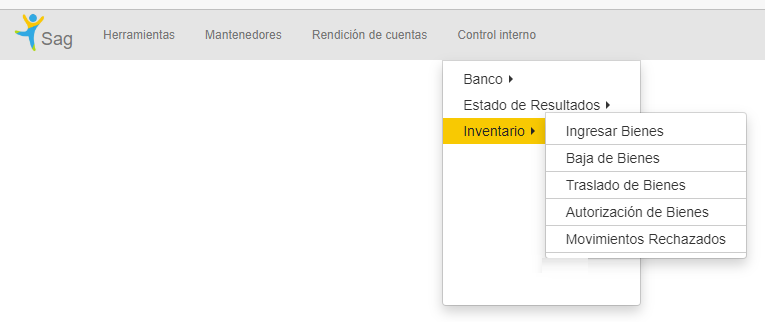 Sag Herramientas Mantenedores Rendición de cuentas Control interno
Banco
Estado de Resultados
Inventario
Ingresar Bienes
Baja de Bienes
Traslado de Bienes
Autorización de Bienes
Movimientos Rechazados